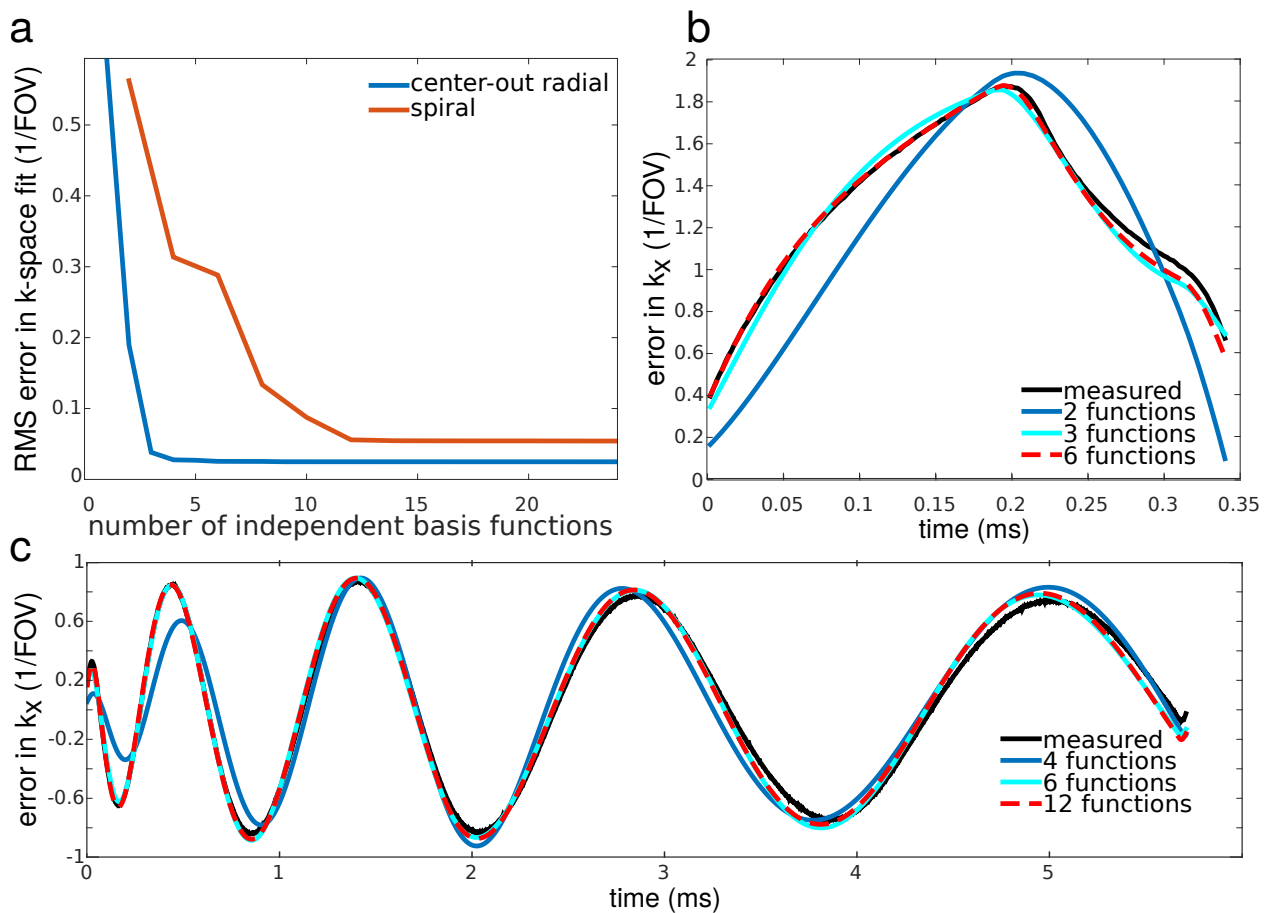 a
RMS error in k-space fit (1/FOV)
0.5
0.4
0.3
0.2
0.1
0
0
5
10
15
20
number of independent basis functions
center-out radial
spiral
b
error in kx (1/FOV)
2
1.8
1.6
1.4
1.2
1
0.8
0.6
0.4
0.2
0
0
0.05
0.1
0.15
0.2
0.25
0.3
0.35
time (ms)
measured
2 functions
3 functions
6 functions
c
error in kx (1/FOV)
1
0.6
0.2
-0.2
-0.6
-1
0
1
2
3
4
5
time (ms)
measured
4 functions
6 functions
12 functions